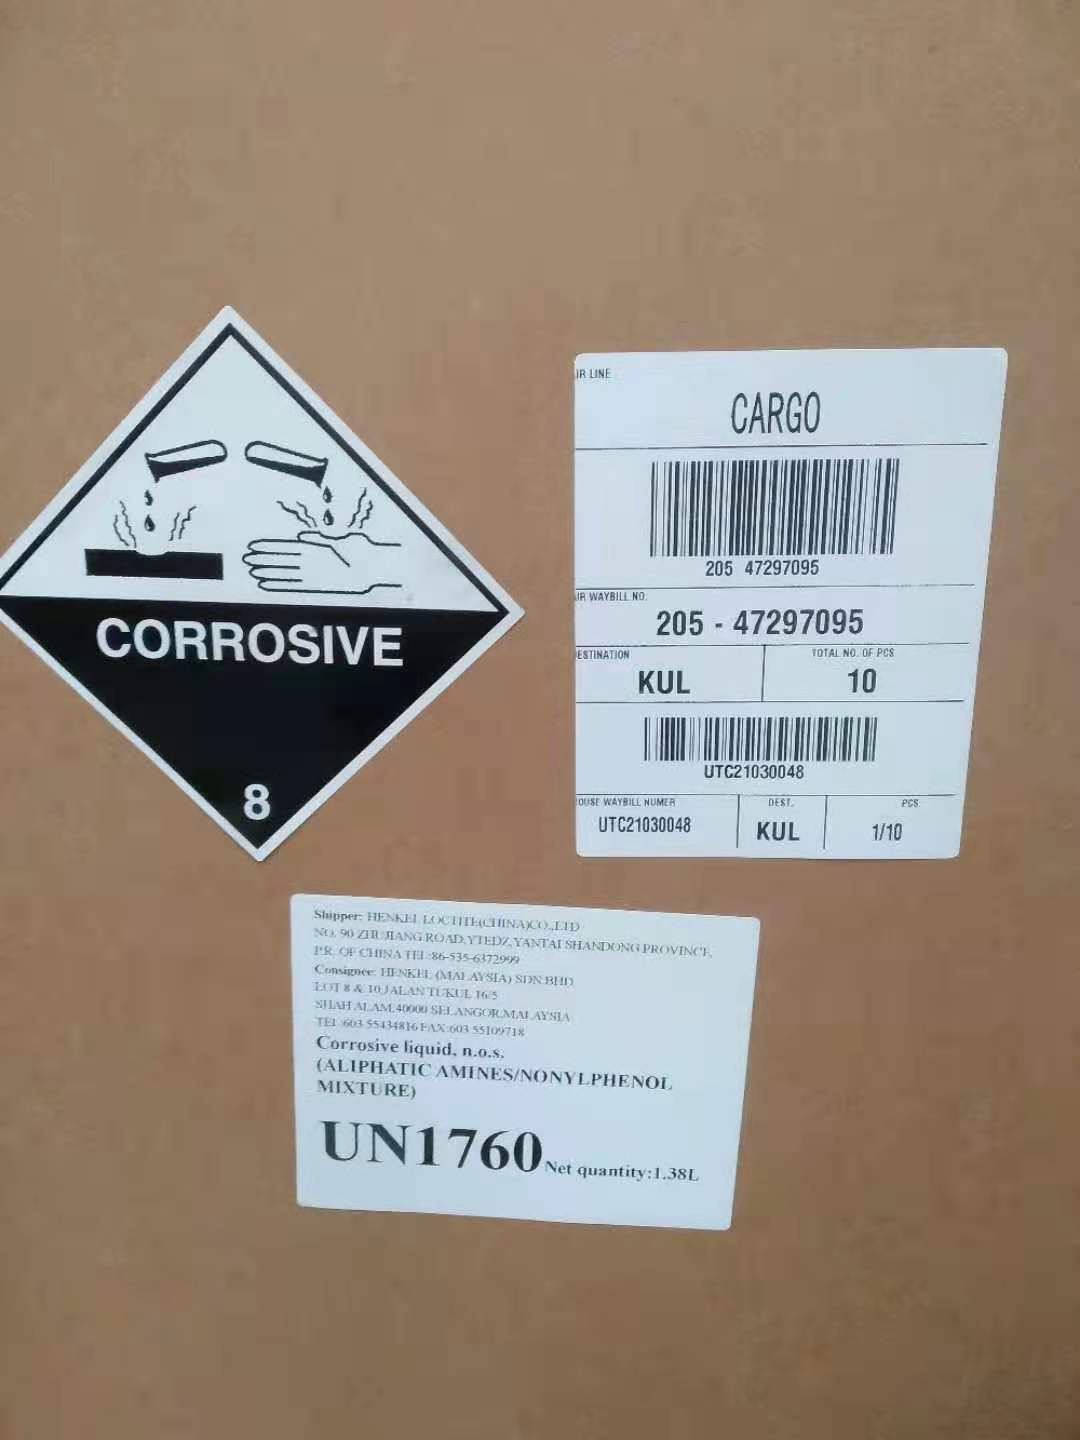 CORROSIVE
8
IR LINE
CARGO
205 47297095
IR WAYBILL NO.
205 - 47297095
ESTINATION
TOTAL NO. OF PCS
KUL
10
UTC21030048
OUSE WAYBILL NUMER
DEST.
PCS
UTC21030048
KUL
1/10
Shipper: HENKEL LOCTITE(CHINA)CO.,LTD
NO. 90 ZHUJIANG ROAD,YTEDZ,YANTAI SHANDONG PROVINCE,
P.R. OF CHINA TEL:86-535-6372999
Consignee: HENKEL (MALAYSIA) SDN.BHD
LOT 8 & 10,JALAN TUKUL 16/5
SHAH ALAM,40000 SELANGOR,MALAYSIA
TEL:603 55434816 FAX:603 55109718
Corrosive liquid, n.o.s.
(ALIPHATIC AMINES/NONYLPHENOL
MIXTURE)
UN1760 Net quantity:1.38L